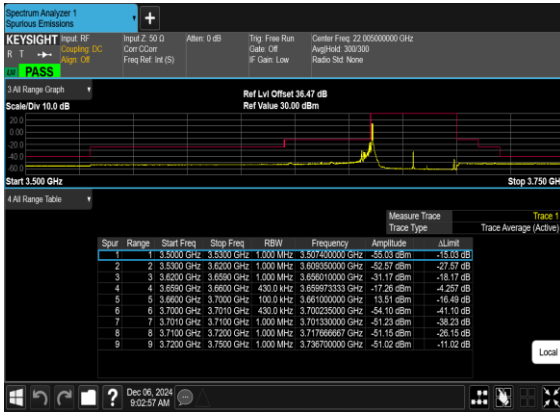 Spectrum Analyzer 1
Spurious Emissions
+
KEYSIGHT Input: RF Input Z: 50 Ω Atten: 0 dB Trig: Free Run Center Freq: 22.005000000 GHz
R T Coupling: DC Corr CCorr Gate: Off Avg|Hold: 300/300
Align: Off Freq Ref: Int (S) IF Gain: Low Radio Std: None
PASS
3 All Range Graph
Ref Lvl Offset 36.47 dB
Scale/Div 10.0 dB Ref Value 30.00 dBm
20.0
0.00
-20.0
-40.0
-60.0
Start 3.500 GHz Stop 3.750 GHz
4 All Range Table
Measure Trace Trace 1
Trace Type Trace Average (Active)
Spur Range Start Freq Stop Freq RBW Frequency Amplitude ΔLimit
1 1 3.5000 GHz 3.5300 GHz 1.000 MHz 3.507400000 GHz -55.03 dBm -15.03 dB
2 2 3.5300 GHz 3.6200 GHz 1.000 MHz 3.609350000 GHz -52.57 dBm -27.57 dB
3 3 3.6200 GHz 3.6590 GHz 1.000 MHz 3.656010000 GHz -31.17 dBm -18.17 dB
4 4 3.6590 GHz 3.6600 GHz 430.0 kHz 3.659973333 GHz -17.26 dBm -4.257 dB
5 5 3.6600 GHz 3.7000 GHz 100.0 kHz 3.661000000 GHz 13.51 dBm -16.49 dB
6 6 3.7000 GHz 3.7010 GHz 430.0 kHz 3.700235000 GHz -54.10 dBm -41.10 dB
7 7 3.7010 GHz 3.7100 GHz 1.000 MHz 3.701330000 GHz -51.23 dBm -38.23 dB
8 8 3.7100 GHz 3.7200 GHz 1.000 MHz 3.717666667 GHz -51.15 dBm -26.15 dB
9 9 3.7200 GHz 3.7500 GHz 1.000 MHz 3.736700000 GHz -51.02 dBm -11.02 dB
Local
?
Dec 06, 2024
9:02:57 AM